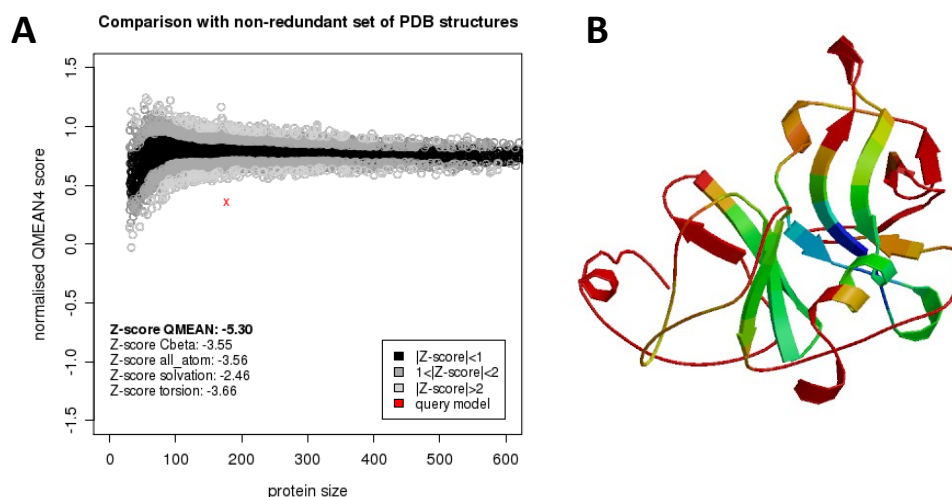 A
B
Comparison with non-redundant set of PDB structures
normalised QMEAN4 score
1.5
1.0
0.5
0.0
-0.5
-1.0
-1.5
Z-score QMEAN: -5.30
Z-score Cbeta: -3.55
Z-score all_atom: -3.56
Z-score solvation: -2.46
Z-score torsion: -3.66
x
|Z-score|<1
1<|Z-score|<2
|Z-score|>2
query model
0 100 200 300 400 500 600
protein size